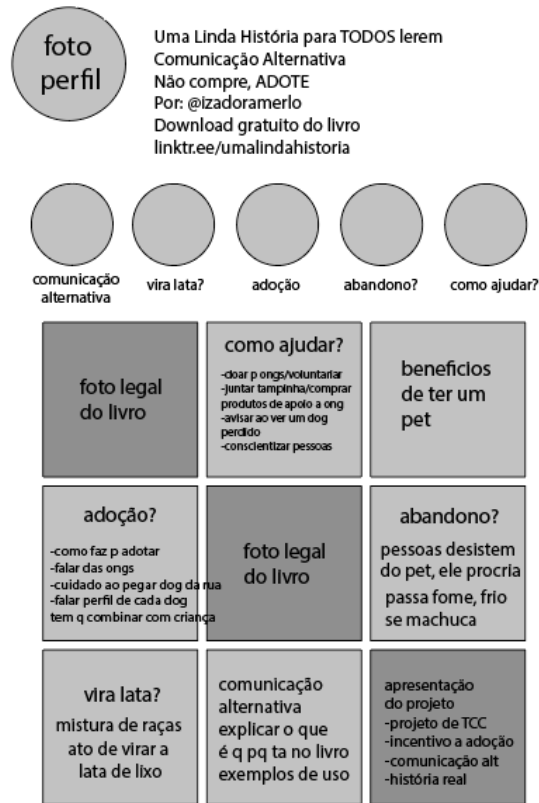 foto
perfil
Uma Linda História para TODOS lerem
Comunicação Alternativa
Não compre, ADOTE
Por: @izadoramerlo
Download gratuito do livro
linktr.ee/umalindahistoria
comunicação
alternativa
vira lata?
adoção
abandono?
como ajudar?
foto legal
do livro
como ajudar?
-doar p ongs/voluntariar
-juntar tampinha/comprar
produtos de apoio a ong
-avisar ao ver um dog
perdido
-conscientizar pessoas
beneficios
de ter um
pet
adoção?
-como faz p adotar
-falar das ongs
-cuidado ao pegar dog da rua
-falar perfil de cada dog
tem q combinar com criança
foto legal
do livro
abandono?
pessoas desistem
do pet, ele procria
passa fome, frio
se machuca
vira lata?
mistura de raças
ato de virar a
lata de lixo
comunicação
alternativa
explicar o que
é q pq ta no livro
exemplos de uso
apresentação
do projeto
-projeto de TCC
-incentivo a adoção
-comunicação alt
-história real